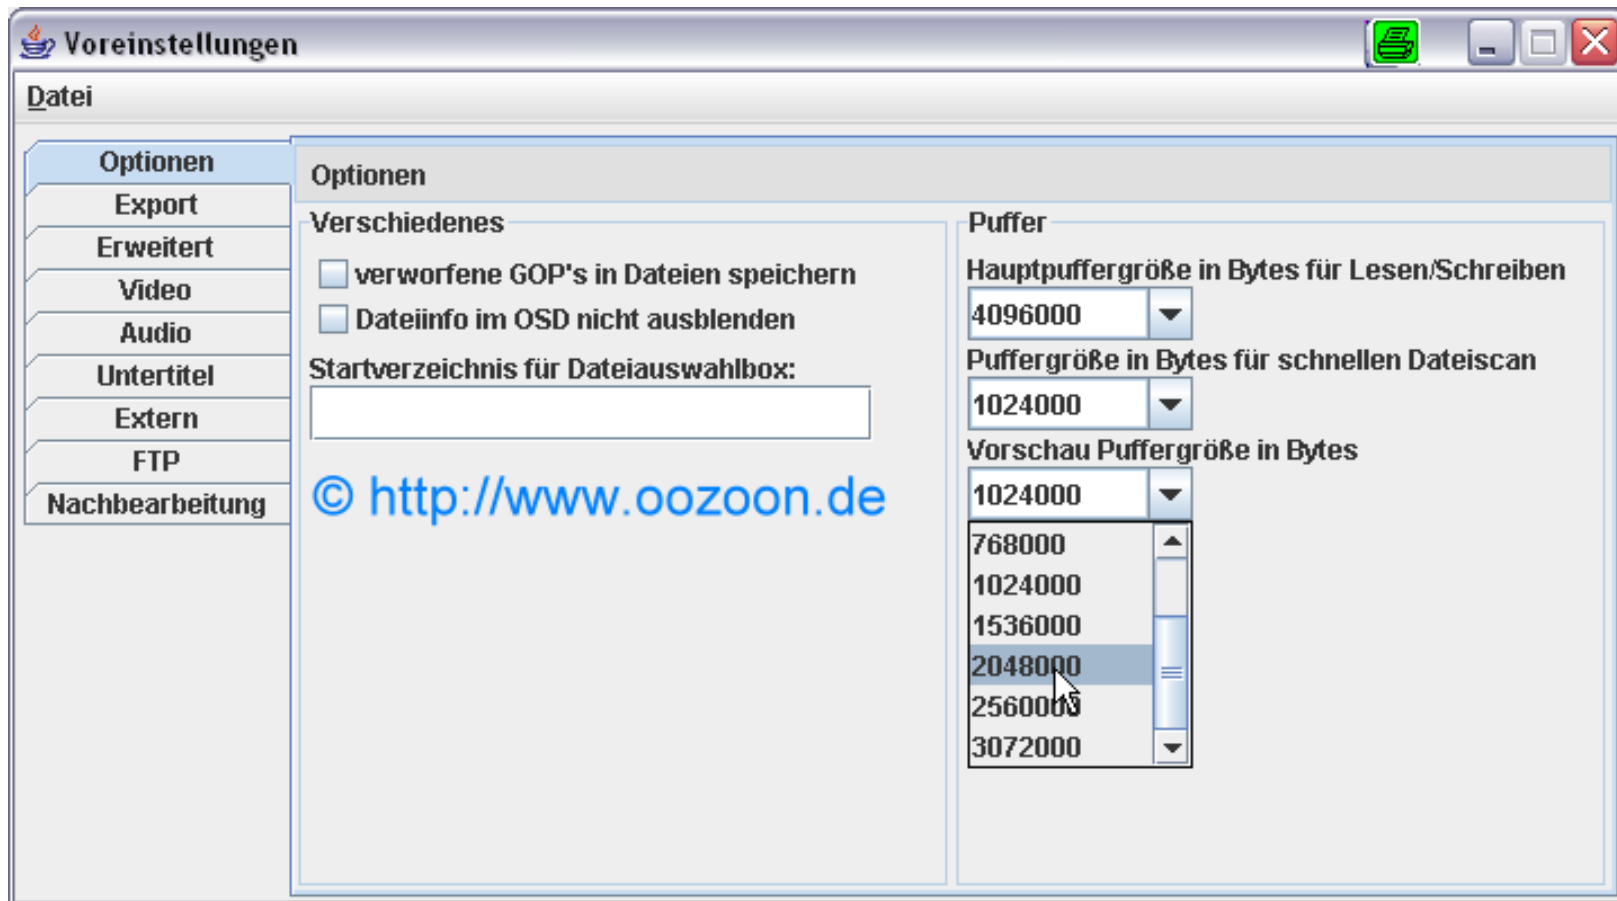 Voreinstellungen
Datei
Optionen
Export
Erweitert
Video
Audio
Untertitel
Extern
FTP
Nachbearbeitung
Optionen
Verschiedenes
verworfene GOP's in Dateien speichern
Dateiinfo im OSD nicht ausblenden
Startverzeichnis für Dateiauswahlbox:
© http://www.oozoon.de
Puffer
Hauptpuffergröße in Bytes für Lesen/Schreiben
4096000
Puffergröße in Bytes für schnellen Dateiscan
1024000
Vorschau Puffergröße in Bytes
1024000
768000
1024000
1536000
2048000
2560000
3072000